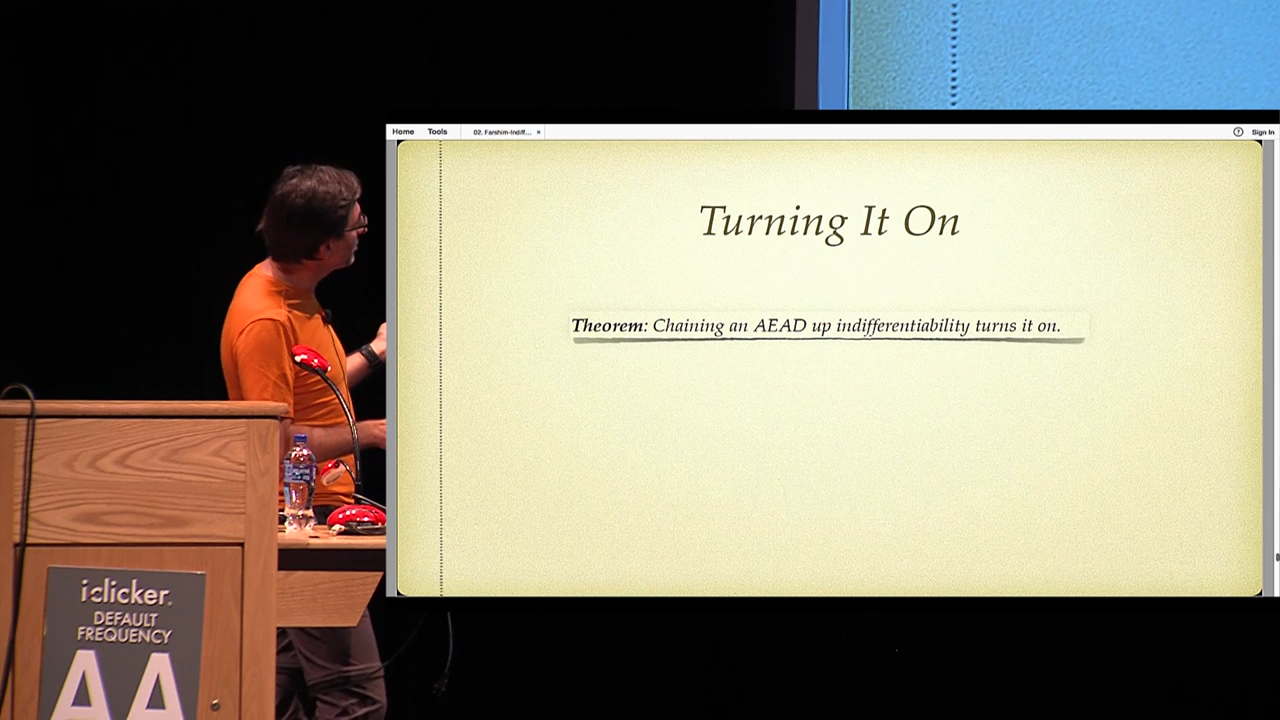 Home Tools 02. Farshim-Indiff... × ? Sign In
Turning It On
Theorem: Chaining an AEAD up indifferentiability turns it on.
iclicker.
DEFAULT
FREQUENCY
AA